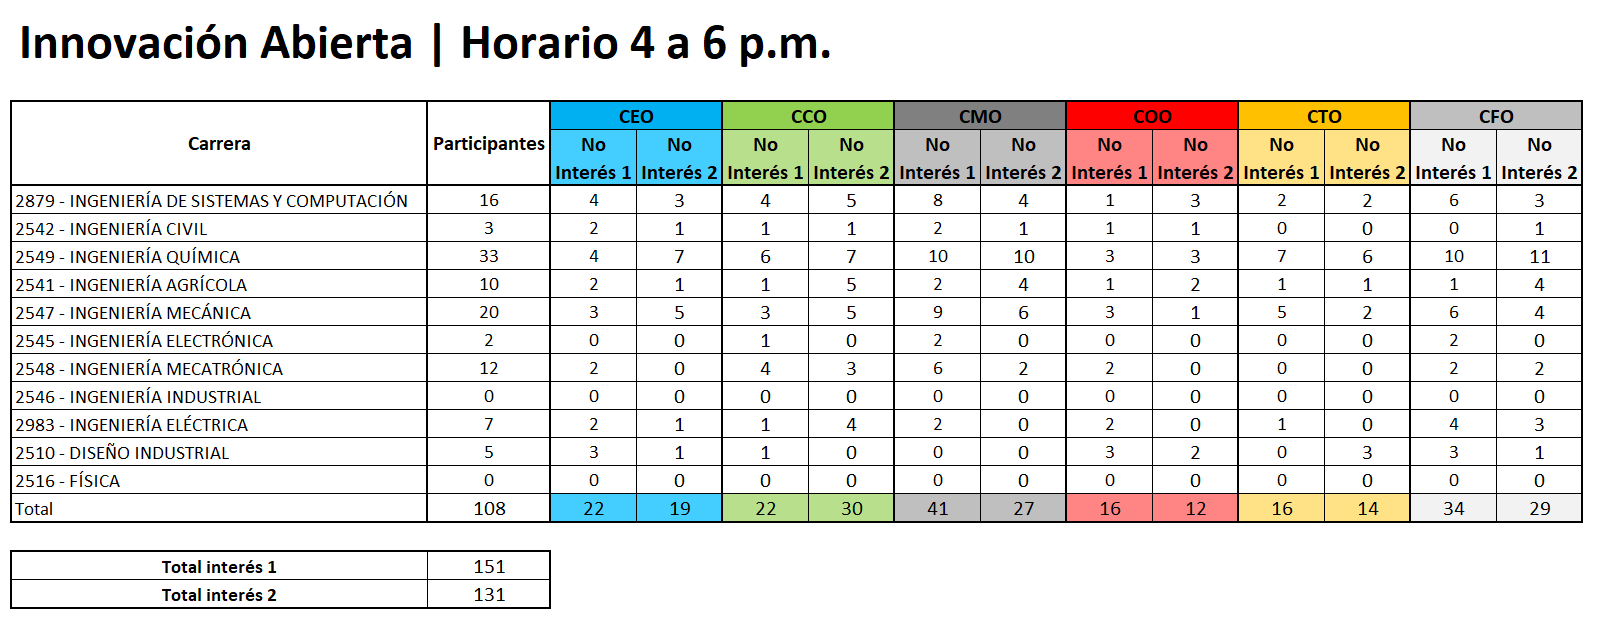 Innovación Abierta | Horario 4 a 6 p.m.
Carrera Participantes CEO CCO CMO COO CTO CFO
No Interés 1 No Interés 2 No Interés 1 No Interés 2 No Interés 1 No Interés 2 No Interés 1 No Interés 2 No Interés 1 No Interés 2 No Interés 1 No Interés 2
2879 - INGENIERÍA DE SISTEMAS Y COMPUTACIÓN 16 4 3 4 5 8 4 1 3 2 2 6 3
2542 - INGENIERÍA CIVIL 3 2 1 1 1 2 1 1 1 0 0 0 1
2549 - INGENIERÍA QUÍMICA 33 4 7 6 7 10 10 3 3 7 6 10 11
2541 - INGENIERÍA AGRÍCOLA 10 2 1 1 5 2 4 1 2 1 1 1 4
2547 - INGENIERÍA MECÁNICA 20 3 5 3 5 9 6 3 1 5 2 6 4
2545 - INGENIERÍA ELECTRÓNICA 2 0 0 1 0 2 0 0 0 0 0 2 0
2548 - INGENIERÍA MECATRÓNICA 12 2 0 4 3 6 2 2 0 0 0 2 2
2546 - INGENIERÍA INDUSTRIAL 0 0 0 0 0 0 0 0 0 0 0 0 0
2983 - INGENIERÍA ELÉCTRICA 7 2 1 1 4 2 0 2 0 1 0 4 3
2510 - DISEÑO INDUSTRIAL 5 3 1 1 0 0 0 3 2 0 3 3 1
2516 - FÍSICA 0 0 0 0 0 0 0 0 0 0 0 0 0
Total 108 22 19 22 30 41 27 16 12 16 14 34 29
Total interés 1 151
Total interés 2 131